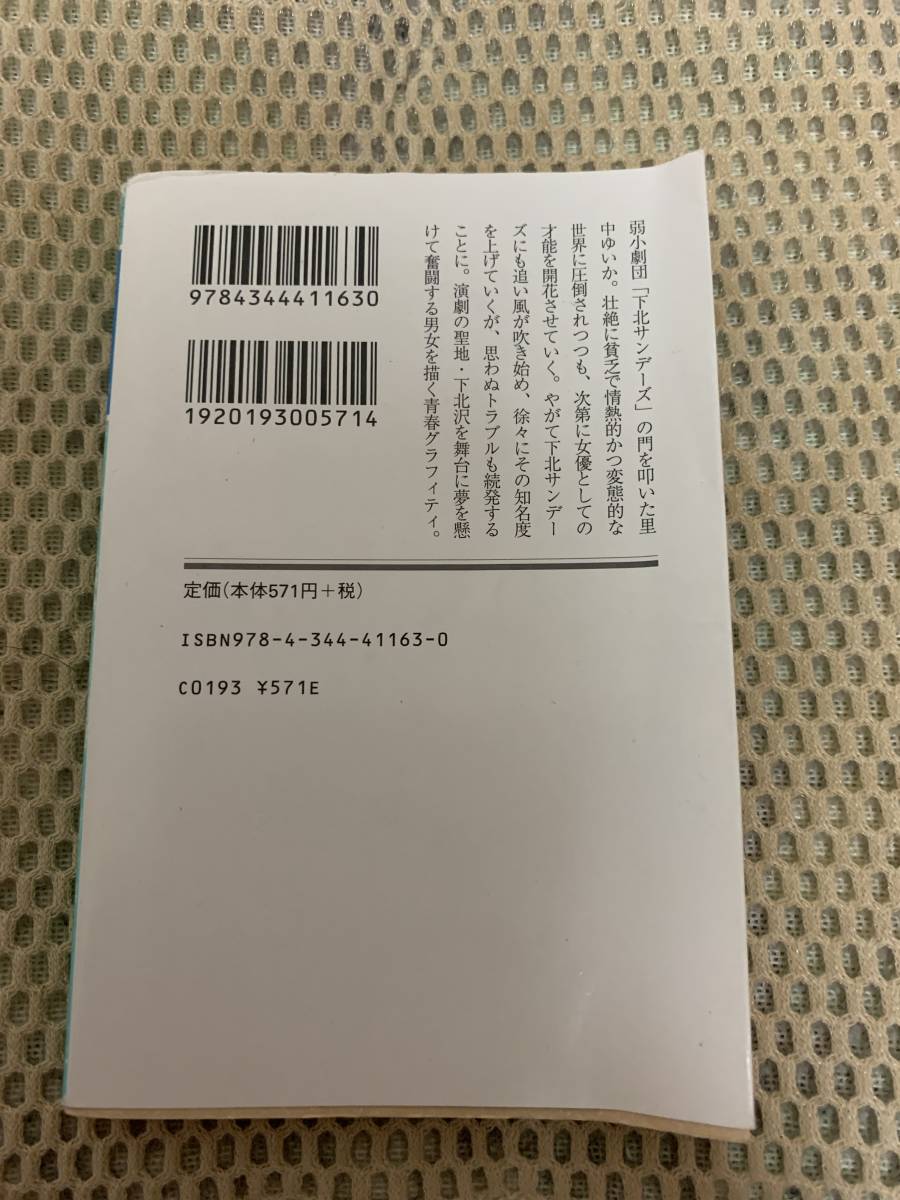 弱小劇団「下北サンデーズ」の門を叩いた里
中ゆいか。壮絶に貧乏で情熱的かつ変態的な
世界に圧倒されつつも、次第に女優としての
才能を開花させていく。やがて下北サンデー
ズにも追い風が吹き始め、徐々にその知名度
を上げていくが、思わぬトラブルも続発する
ことに。演劇の聖地・下北沢を舞台に夢を懸
けて奮闘する男女を描く青春グラフィティ。
9784344411630
1920193005714
定価(本体571円+税)
ISBN978-4-344-41163-0
C0193 ¥571E